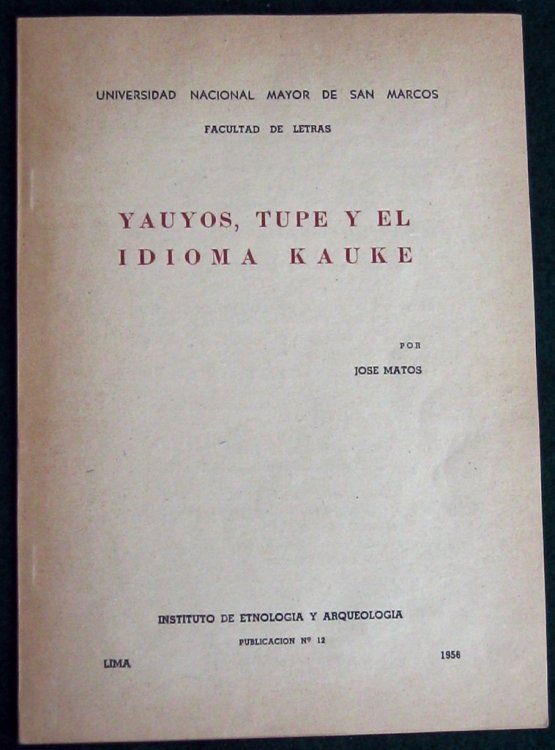 UNIVERSIDAD NACIONAL MAYOR DE SAN MARCOS
FACULTAD DE LETRAS
YAUYOS, TUPE Y EL
IDIOMA KAUKE
POR
JOSE MATOS
INSTITUTO DE ETNOLOGIA Y ARQUEOLOGIA
PUBLICACION Nº 12
LIMA 1956